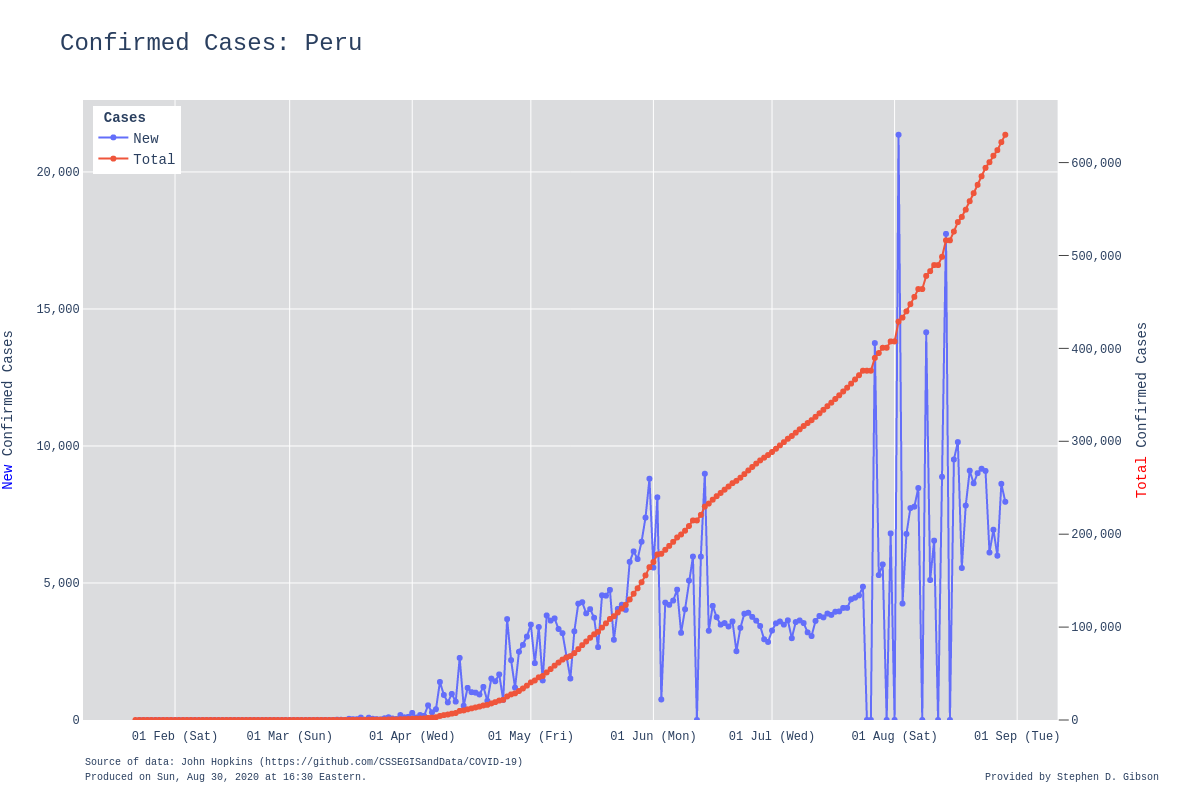 Confirmed Cases: Peru
Cases
New
Total
20,000
15,000
10,000
5,000
0
600,000
500,000
400,000
300,000
200,000
100,000
0
New Confirmed Cases
Total Confirmed Cases
01 Feb (Sat)
01 Mar (Sun)
01 Apr (Wed)
01 May (Fri)
01 Jun (Mon)
01 Jul (Wed)
01 Aug (Sat)
01 Sep (Tue)
Source of data: John Hopkins (https://github.com/CSSEGISandData/COVID-19)
Produced on Sun, Aug 30, 2020 at 16:30 Eastern.
Provided by Stephen D. Gibson